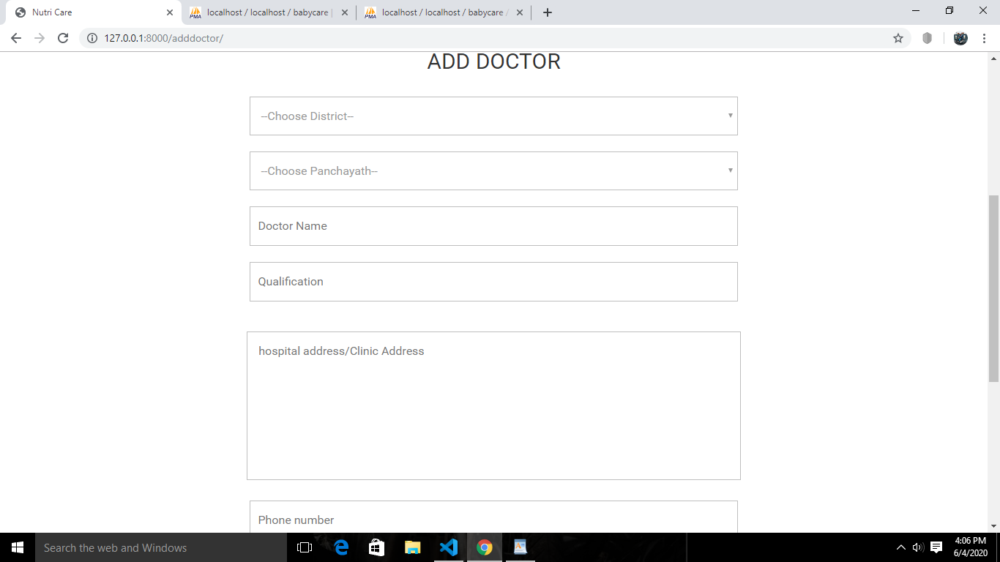 Nutri Care
localhost / localhost / babycare |
localhost / localhost / babycare /
127.0.0.1:8000/adddoctor/
ADD DOCTOR
--Choose District--
--Choose Panchayath--
Doctor Name
Qualification
hospital address/Clinic Address
Phone number
Search the web and Windows
4:06 PM
6/4/2020